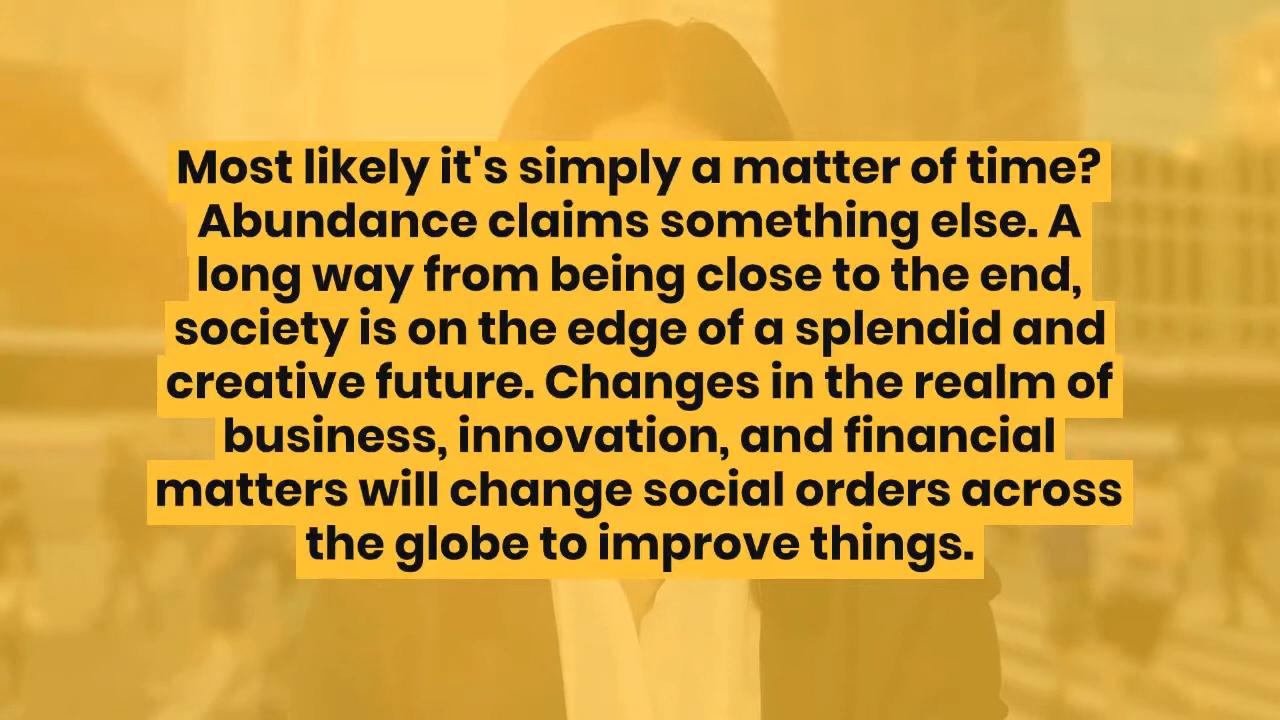 Most likely it's simply a matter of time?
Abundance claims something else. A
long way from being close to the end,
society is on the edge of a splendid and
creative future. Changes in the realm of
business, innovation, and financial
matters will change social orders across
the globe to improve things.